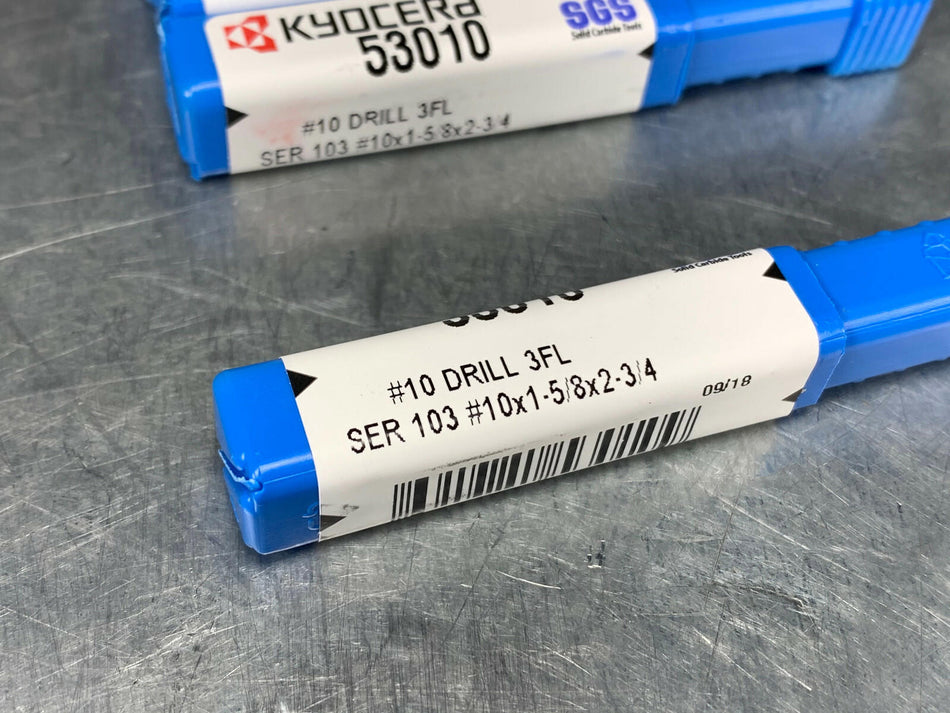 KYOCERA
SGS
Solid Carbide Tools
53010
#10 DRILL 3FL
SER 103 #10x1-5/8x2-3/4
Solid Carbide Tools
53010
#10 DRILL 3FL
SER 103 #10x1-5/8x2-3/4
09/18